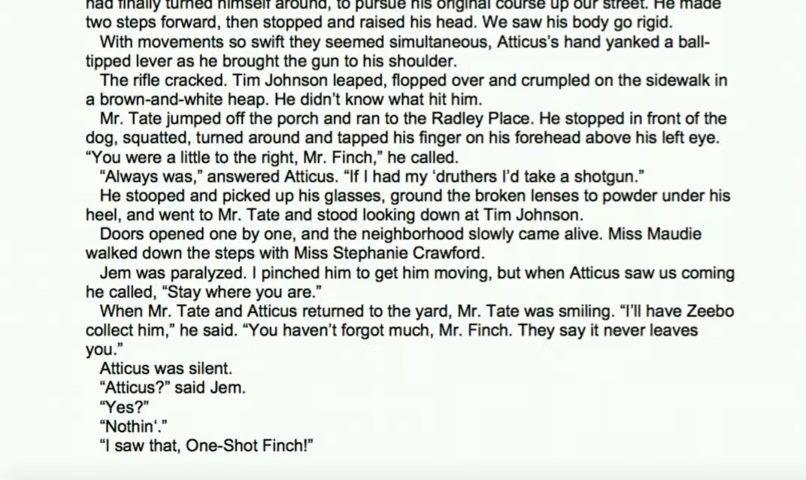 had finally turned himself around, to pursue his original course up our street. He made
two steps forward, then stopped and raised his head. We saw his body go rigid.
With movements so swift they seemed simultaneous, Atticus's hand yanked a ball-
tipped lever as he brought the gun to his shoulder.
The rifle cracked. Tim Johnson leaped, flopped over and crumpled on the sidewalk in
a brown-and-white heap. He didn't know what hit him.
Mr. Tate jumped off the porch and ran to the Radley Place. He stopped in front of the
dog, squatted, turned around and tapped his finger on his forehead above his left eye.
“You were a little to the right, Mr. Finch,” he called.
“Always was,” answered Atticus. “If I had my ‘druthers I’d take a shotgun.”
He stooped and picked up his glasses, ground the broken lenses to powder under his
heel, and went to Mr. Tate and stood looking down at Tim Johnson.
Doors opened one by one, and the neighborhood slowly came alive. Miss Maudie
walked down the steps with Miss Stephanie Crawford.
Jem was paralyzed. I pinched him to get him moving, but when Atticus saw us coming
he called, “Stay where you are.”
When Mr. Tate and Atticus returned to the yard, Mr. Tate was smiling. “I’ll have Zeebo
collect him,” he said. “You haven’t forgot much, Mr. Finch. They say it never leaves
you.”
Atticus was silent.
“Atticus?” said Jem.
“Yes?”
“Nothin‘.”
“I saw that, One-Shot Finch!”